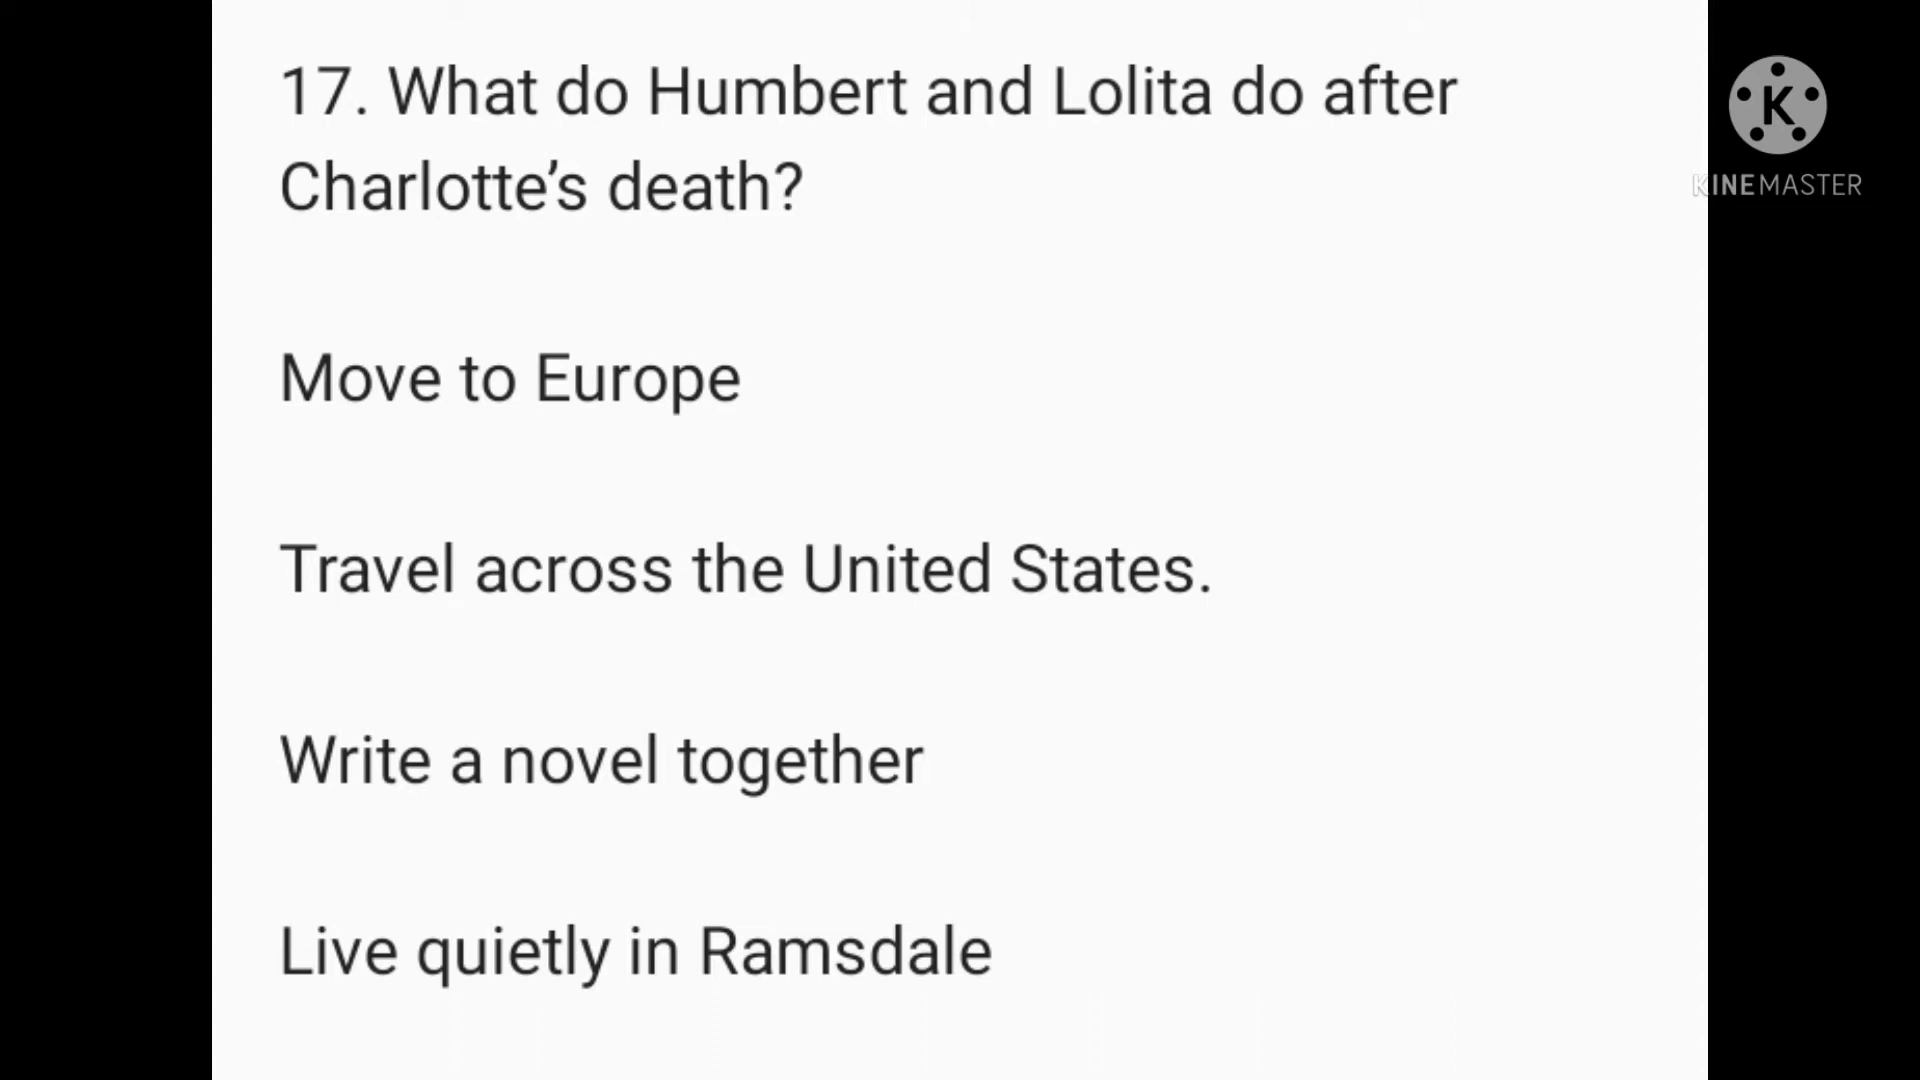 17. What do Humbert and Lolita do after
Charlotte’s death?
Move to Europe
Travel across the United States.
Write a novel together
Live quietly in Ramsdale
K
KINEMASTER